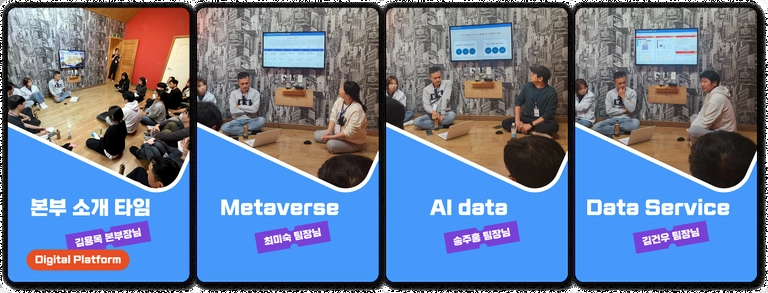 본부 소개 타임
김용목 본부장님
Digital Platform
Metaverse
최미숙 팀장님
AI data
송주홍 팀장님
Data Service
김건우 팀장님